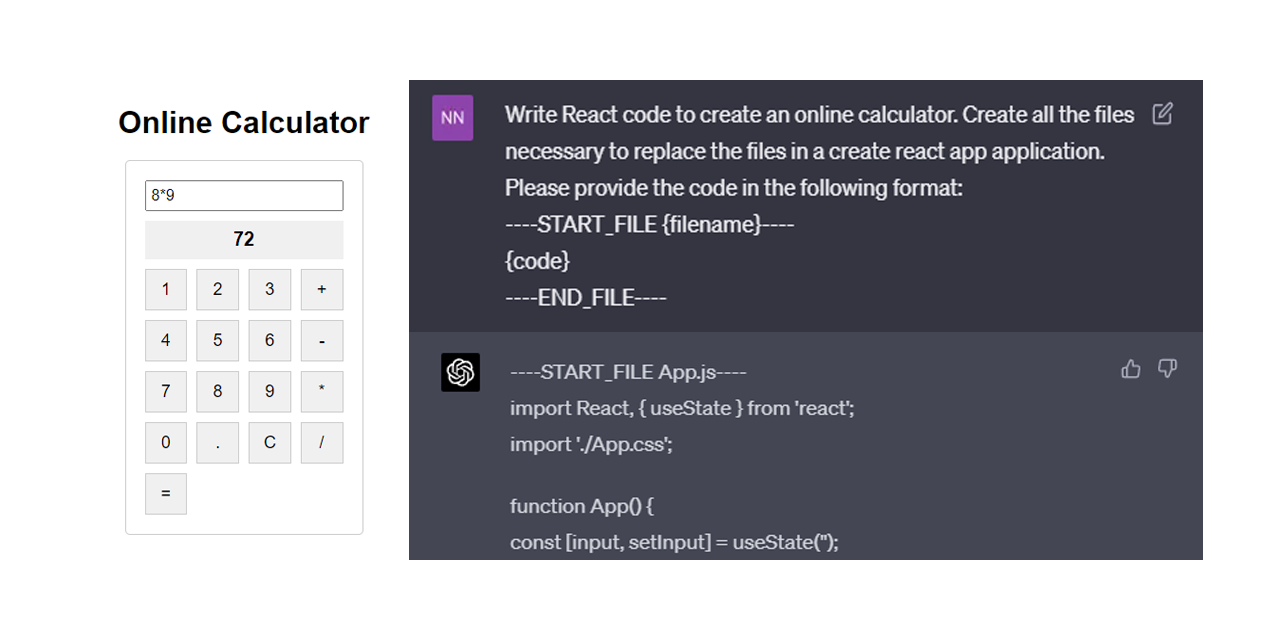 Online Calculator
8*9
72
1 2 3 +
4 5 6 -
7 8 9 *
0 . C /
=
NN
Write React code to create an online calculator. Create all the files
necessary to replace the files in a create react app application.
Please provide the code in the following format:
----START_FILE {filename}----
{code}
----END_FILE----
----START_FILE App.js----
import React, { useState } from 'react';
import './App.css';
function App() {
const [input, setInput] = useState('');